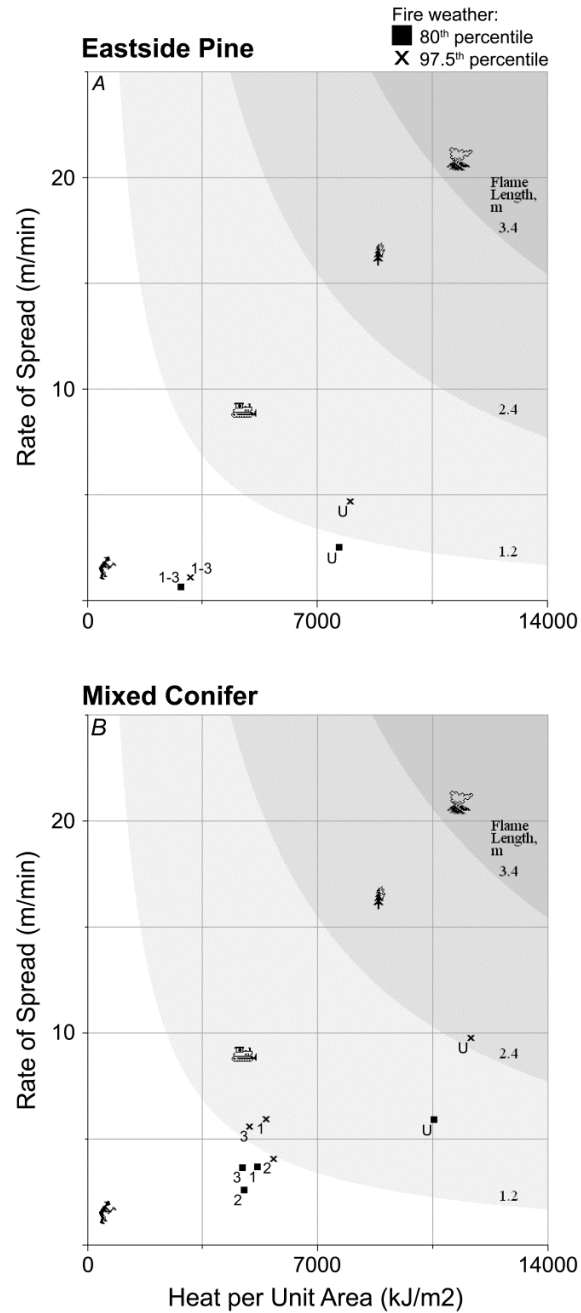 Fire weather:
80th percentile
x 97.5th percentile
Eastside Pine
A
Rate of Spread (m/min)
20
10
Flame
Length,
m
3.4
2.4
1.2
U
U
1-3
1-3
0
7000
14000
Mixed Conifer
B
Rate of Spread (m/min)
20
10
Flame
Length,
m
3.4
2.4
1.2
U
U
3
1
2
3
1
2
0
7000
14000
Heat per Unit Area (kJ/m2)